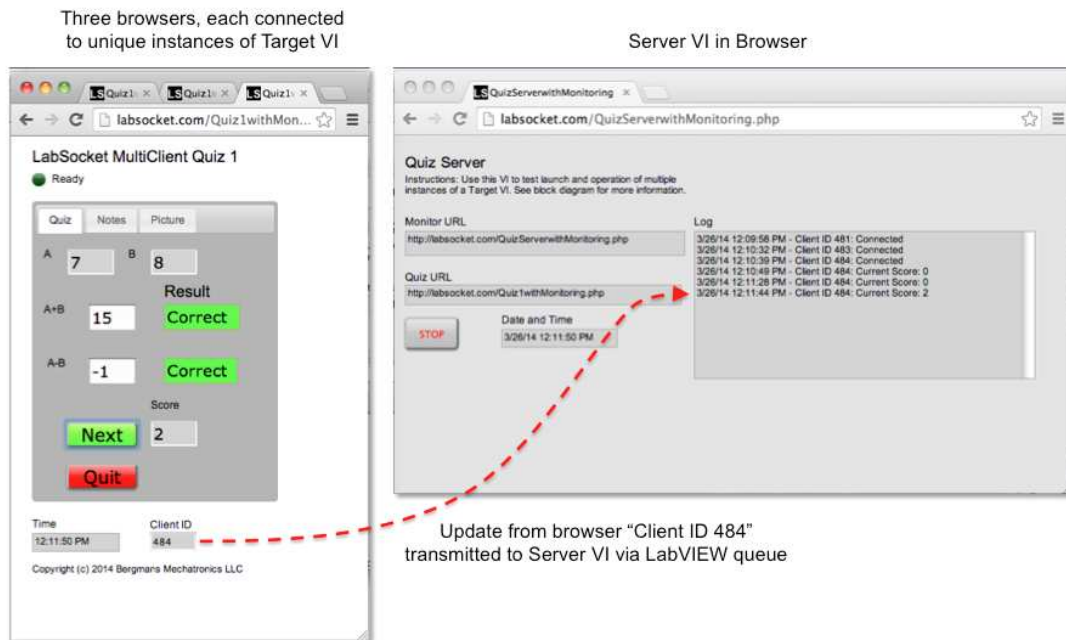 Three browsers, each connected
to unique instances of Target VI
Server VI in Browser
LS Quiz1 × LS Quiz1 × LS Quiz1 ×
labsocket.com/Quiz1withMon...
LabSocket MultiClient Quiz 1
Ready
Quiz Notes Picture
A 7 B 8
Result
A+B 15 Correct
A-B -1 Correct
Score
Next 2
Quit
Time Client ID
12:11:50 PM 484
Copyright (c) 2014 Bergmans Mechatronics LLC
LS QuizServerwithMonitoring ×
labsocket.com/QuizServerwithMonitoring.php
Quiz Server
Instructions: Use this VI to test launch and operation of multiple
instances of a Target VI. See block diagram for more information.
Monitor URL
http://labsocket.com/QuizServerwithMonitoring.php
Quiz URL
http://labsocket.com/Quiz1withMonitoring.php
STOP
Date and Time
3/26/14 12:11:50 PM
Log
3/26/14 12:09:58 PM - Client ID 481: Connected
3/26/14 12:10:32 PM - Client ID 483: Connected
3/26/14 12:10:39 PM - Client ID 484: Connected
3/26/14 12:10:49 PM - Client ID 484: Current Score: 0
3/26/14 12:11:28 PM - Client ID 484: Current Score: 0
3/26/14 12:11:44 PM - Client ID 484: Current Score: 2
Update from browser “Client ID 484”
transmitted to Server VI via LabVIEW queue